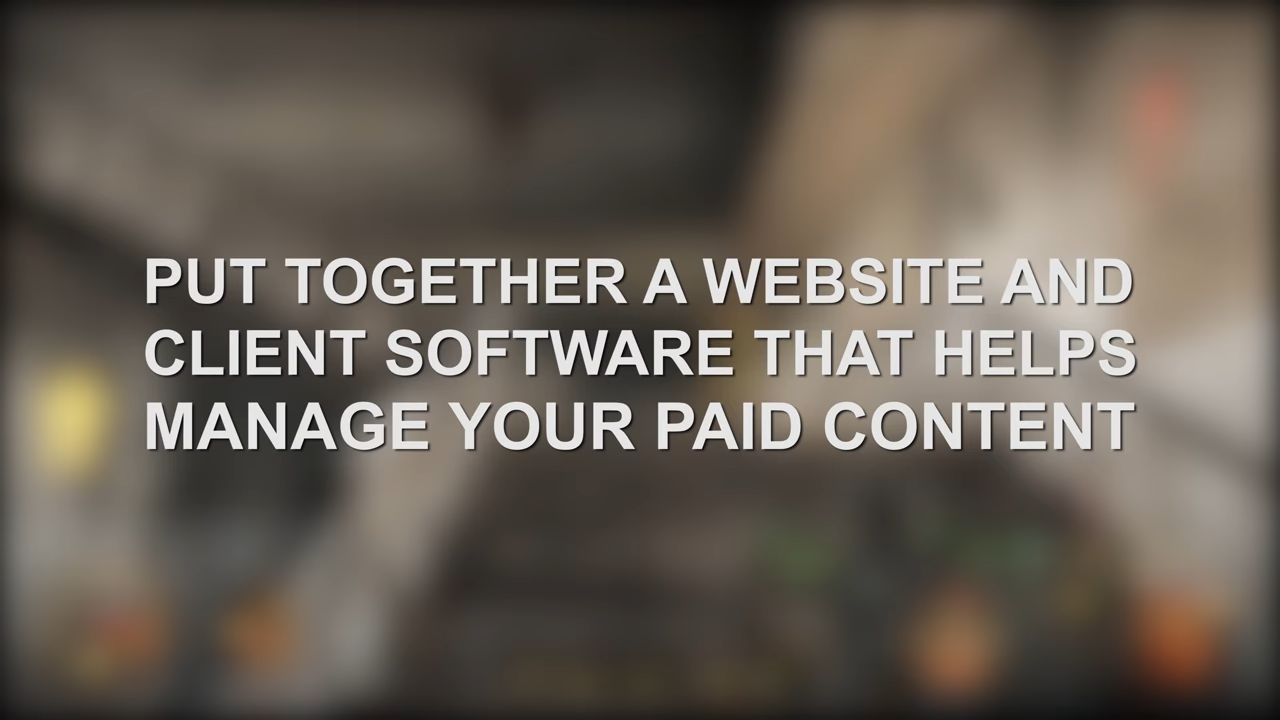 PUT TOGETHER A WEBSITE AND
CLIENT SOFTWARE THAT HELPS
MANAGE YOUR PAID CONTENT